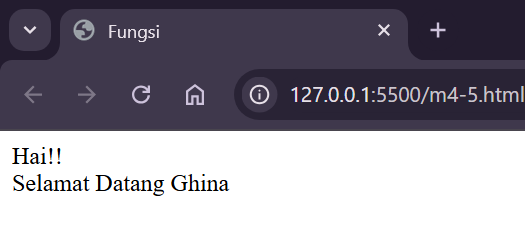 Fungsi
127.0.0.1:5500/m4-5.html
Hai!!
Selamat Datang Ghina